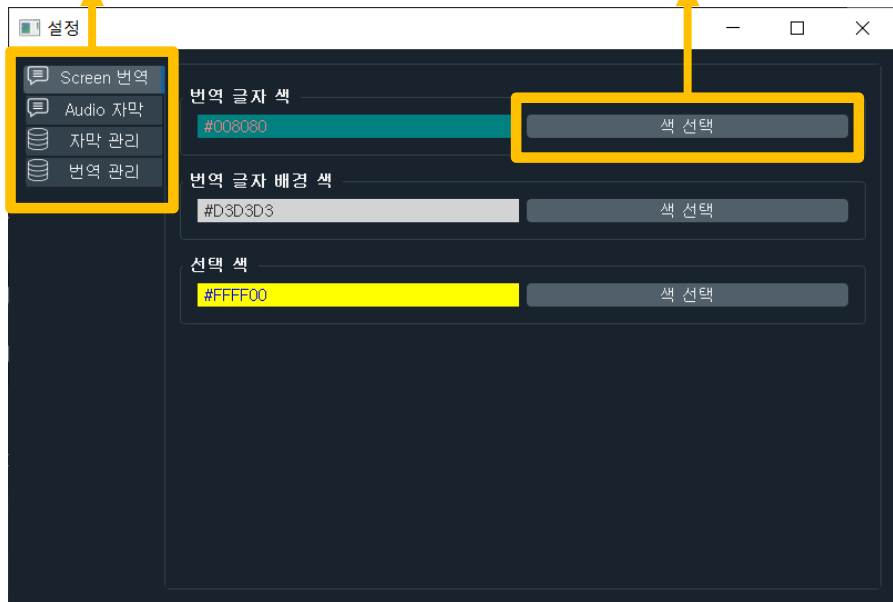 설정
Screen 번역
Audio 자막
자막 관리
번역 관리
번역 글자 색
#008080
색 선택
번역 글자 배경 색
#D3D3D3
색 선택
선택 색
#FFFF00
색 선택